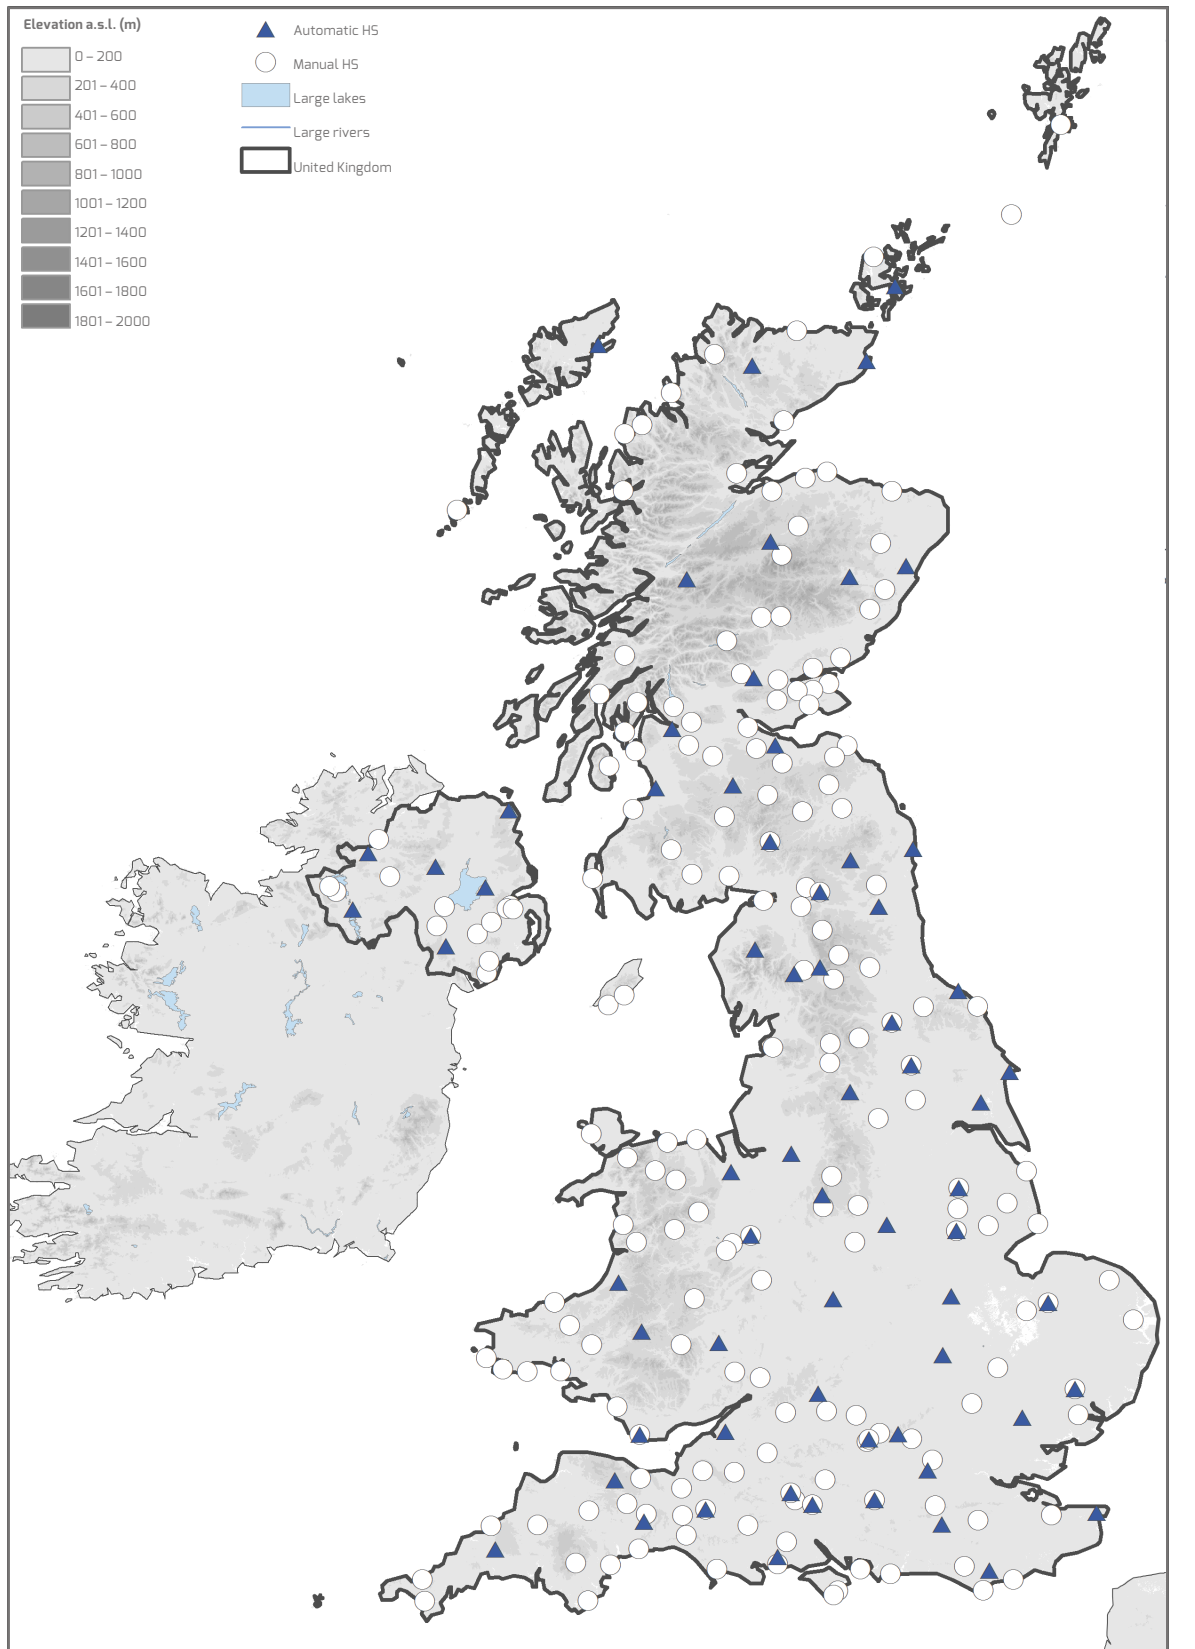 Elevation a.s.l. (m)
0 – 200
201 – 400
401 – 600
601 – 800
801 – 1000
1001 – 1200
1201 – 1400
1401 – 1600
1601 – 1800
1801 – 2000
Automatic HS
Manual HS
Large lakes
Large rivers
United Kingdom